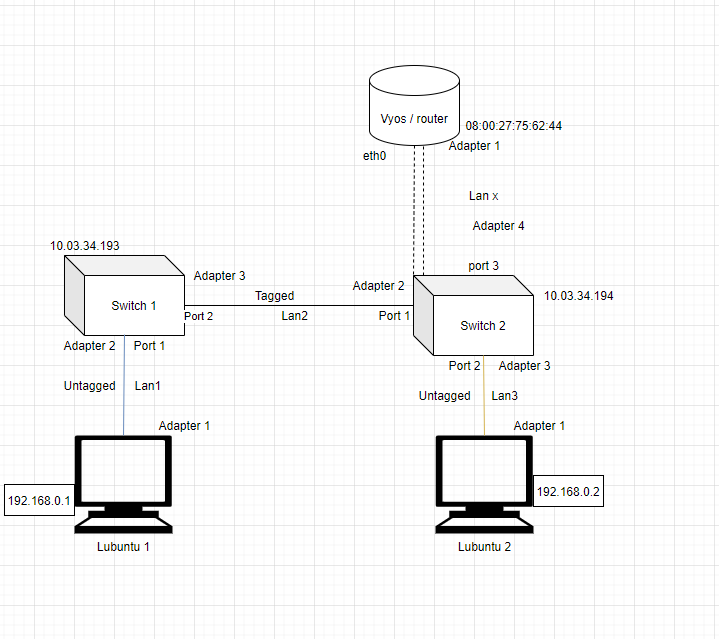 Vyos / router
08:00:27:75:62:44
Adapter 1
eth0
Lan x
Adapter 4
port 3
10.03.34.193
Adapter 3
Adapter 2
10.03.34.194
Switch 1
Tagged
Port 2
Lan2
Port 1
Switch 2
Adapter 2
Port 1
Port 2
Adapter 3
Untagged
Lan1
Untagged
Lan3
Adapter 1
Adapter 1
192.168.0.1
192.168.0.2
Lubuntu 1
Lubuntu 2